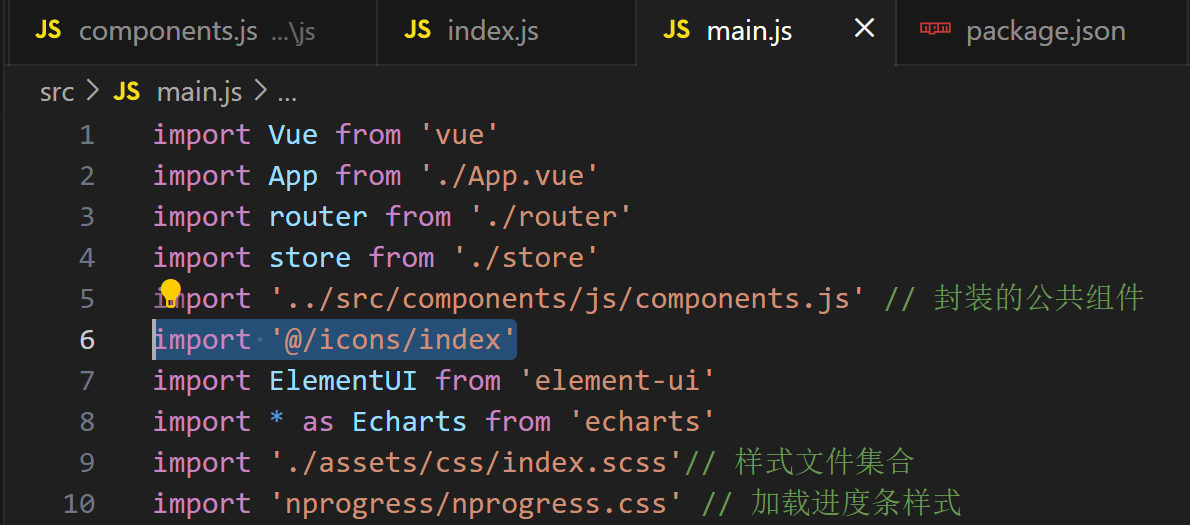 JS components.js ...\js JS index.js JS main.js npm package.json
src > JS main.js > ...
1 import Vue from 'vue'
2 import App from './App.vue'
3 import router from './router'
4 import store from './store'
5 import '../src/components/js/components.js' // 封装的公共组件
6 import '@/icons/index'
7 import ElementUI from 'element-ui'
8 import * as Echarts from 'echarts'
9 import './assets/css/index.scss'// 样式文件集合
10 import 'nprogress/nprogress.css' // 加载进度条样式